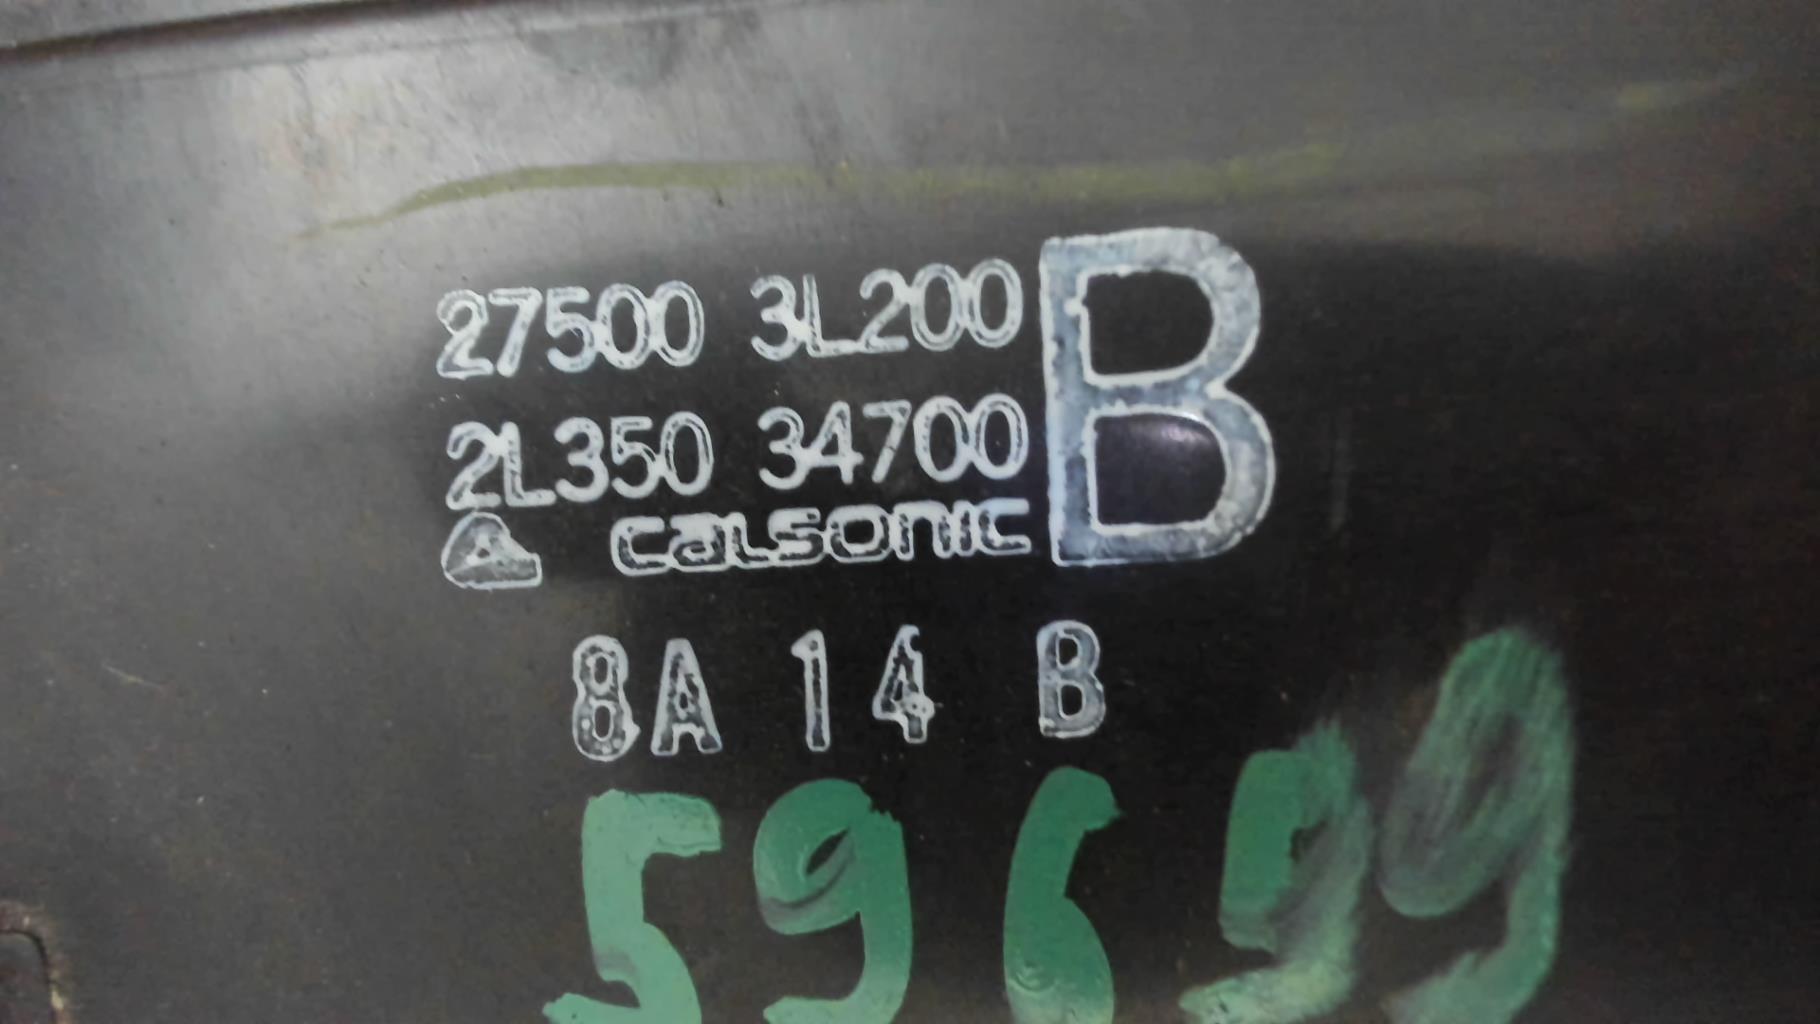 27500 3L200 B
2L350 34700
CALSONIC
8A 14 B
59699